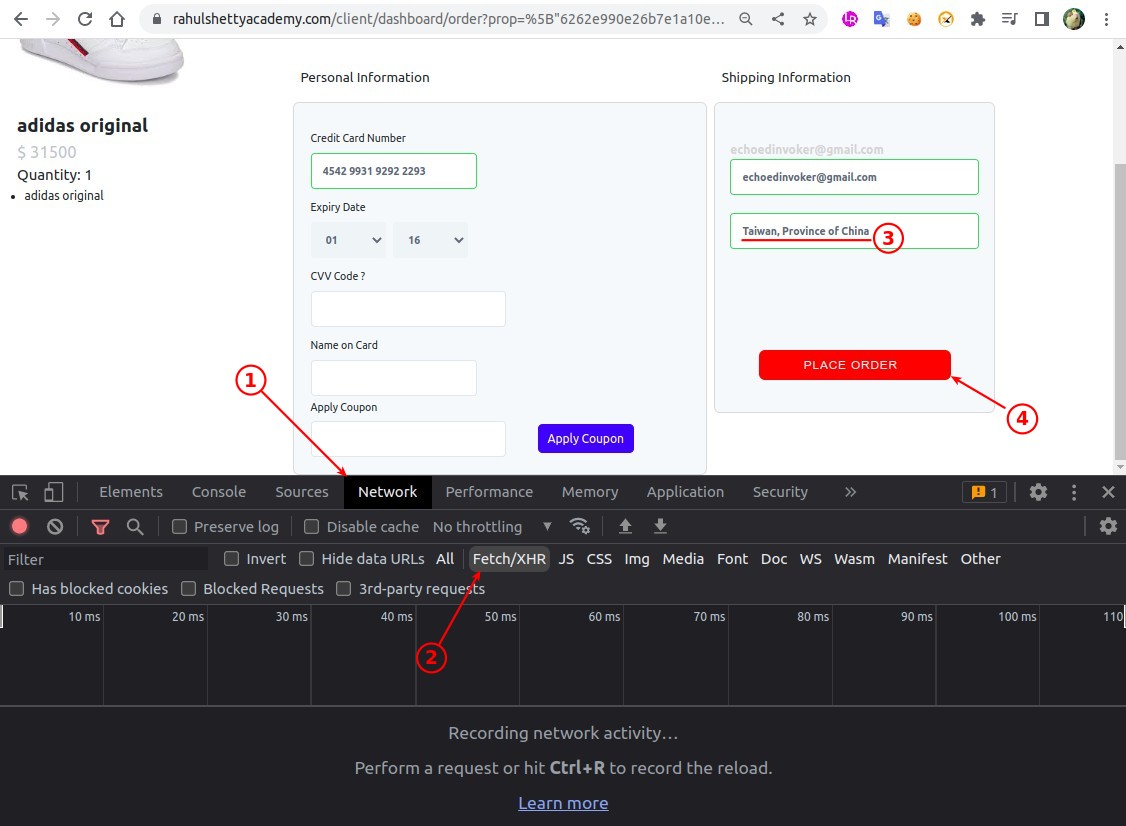 rahulshettyacademy.com/client/dashboard/order?prop=%5B"6262e990e26b7e1a10e...
Personal Information
Shipping Information
adidas original
$ 31500
Quantity: 1
adidas original
Credit Card Number
4542 9931 9292 2293
Expiry Date
01 16
CVV Code ?
Name on Card
Apply Coupon
Apply Coupon
echoedinvoker@gmail.com
echoedinvoker@gmail.com
Taiwan, Province of China 3
PLACE ORDER
1
4
Elements Console Sources Network Performance Memory Application Security » 1
Preserve log Disable cache No throttling
Filter Invert Hide data URLs All Fetch/XHR JS CSS Img Media Font Doc WS Wasm Manifest Other
Has blocked cookies Blocked Requests 3rd-party requests
10 ms 20 ms 30 ms 40 ms 50 ms 60 ms 70 ms 80 ms 90 ms 100 ms 110
2
Recording network activity…
Perform a request or hit Ctrl+R to record the reload.
Learn more